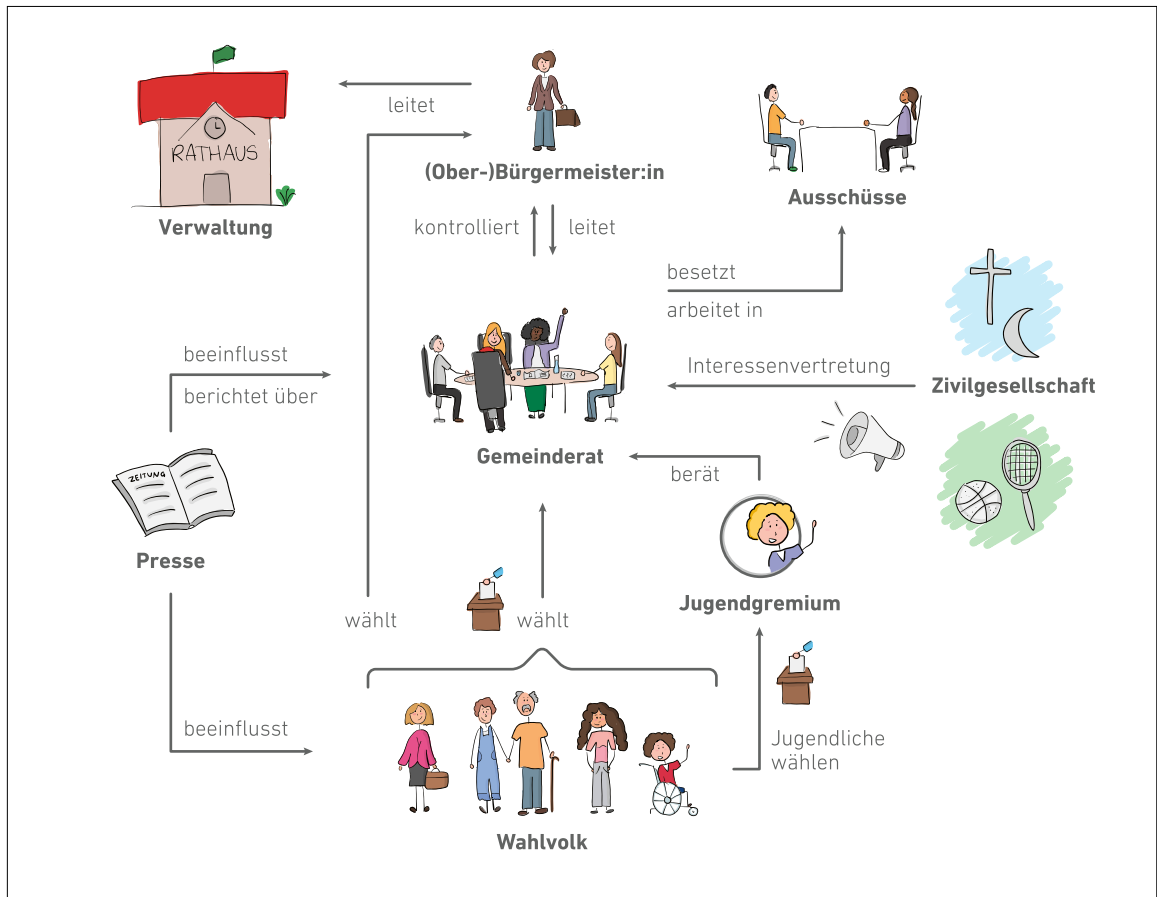 RATHAUS
Verwaltung
leitet
(Ober-)Bürgermeister:in
Ausschüsse
kontrolliert
leitet
besetzt
arbeitet in
beeinflusst
berichtet über
Interessenvertretung
Zivilgesellschaft
Gemeinderat
berät
ZEITUNG
Presse
Jugendgremium
wählt
wählt
beeinflusst
Jugendliche
wählen
Wahlvolk